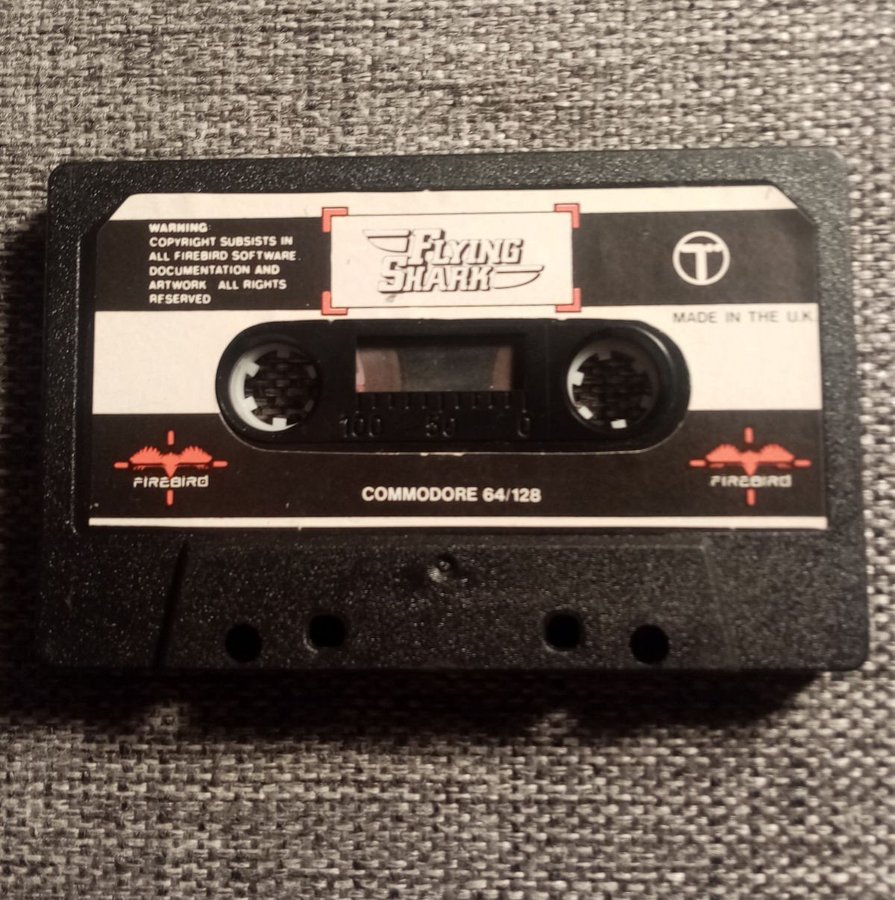 WARNING:
COPYRIGHT SUBSISTS IN
ALL FIREBIRD SOFTWARE.
DOCUMENTATION AND
ARTWORK ALL RIGHTS
RESERVED
FLYING
SHARK
T
MADE IN THE U.K
100 50 0
FIREBIRD
FIREBIRD
COMMODORE 64/128